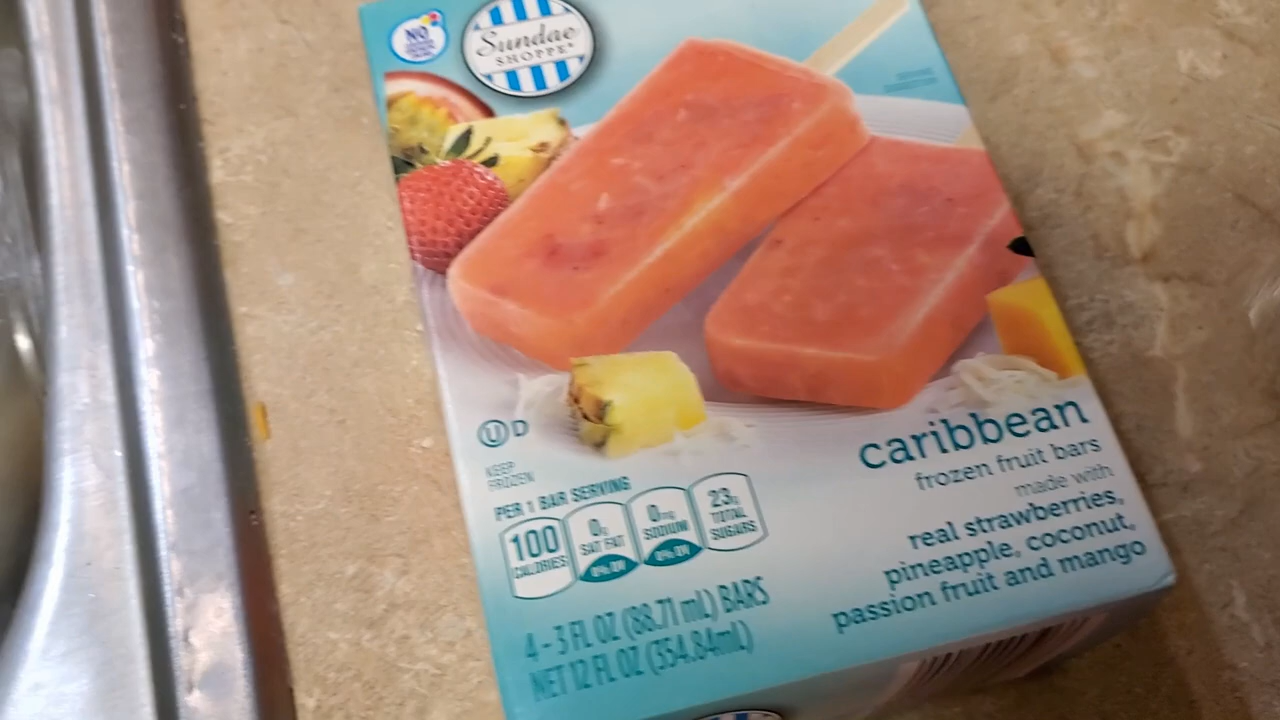 NO
Sundae
SHOPPE®
caribbean
frozen fruit bars
made with
real strawberries,
pineapple, coconut,
passion fruit and mango
U D
KEEP
FROZEN
PER 1 BAR SERVING
100
CALORIES
0g
SAT FAT
0% DV
0mg
SODIUM
0% DV
23g
TOTAL
SUGARS
4 - 3 FL OZ (88.71 mL) BARS
NET 12 FL OZ (354.84mL)